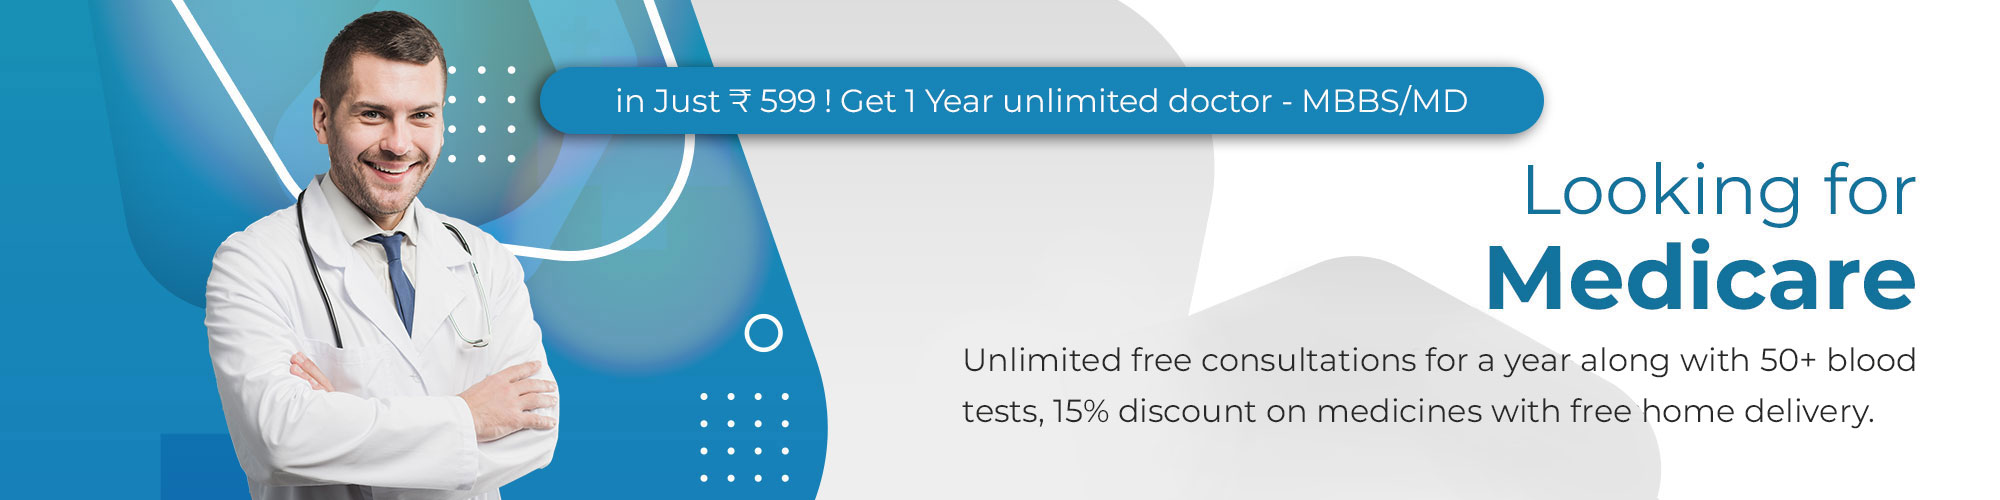 in Just ₹ 599 ! Get 1 Year unlimited doctor - MBBS/MD
Looking for
Medicare
Unlimited free consultations for a year along with 50+ blood
tests, 15% discount on medicines with free home delivery.